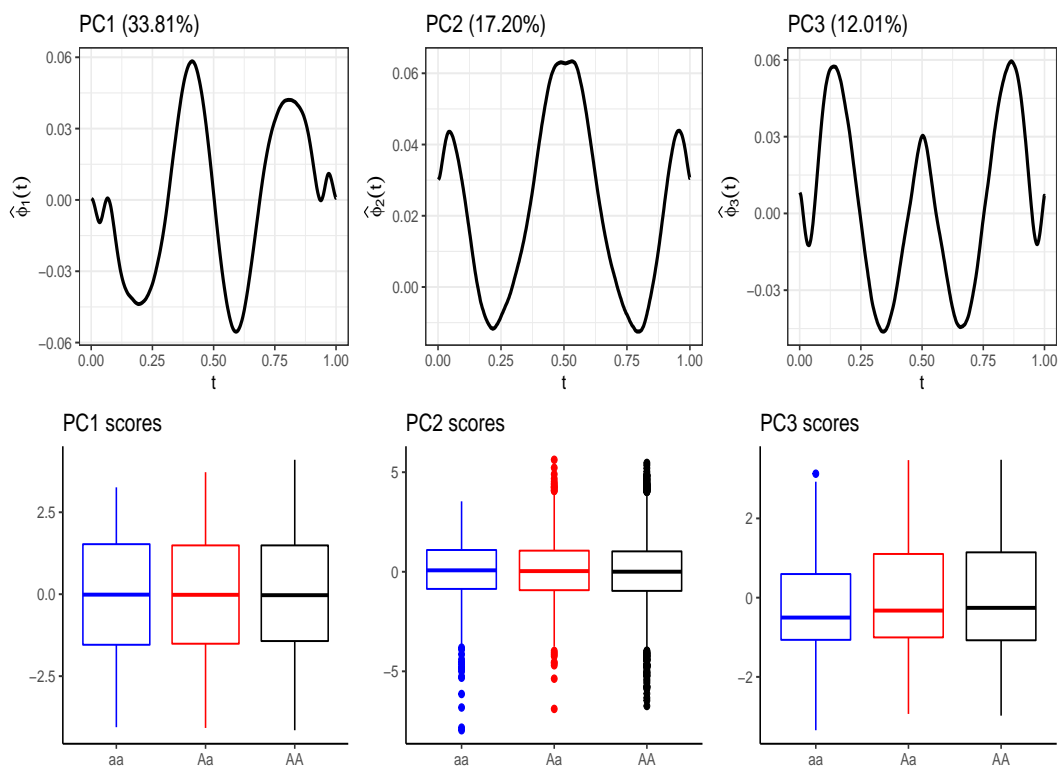 PC1 (33.81%)
PC2 (17.20%)
PC3 (12.01%)
0.06
0.03
0.00
−0.03
−0.06
ϕ̂₁(t)
0.00
0.25
0.50
0.75
1.00
t
0.06
0.04
0.02
0.00
ϕ̂₂(t)
0.00
0.25
0.50
0.75
1.00
t
0.06
0.03
0.00
−0.03
ϕ̂₃(t)
0.00
0.25
0.50
0.75
1.00
t
PC1 scores
PC2 scores
PC3 scores
2.5
0.0
−2.5
aa
Aa
AA
5
0
−5
aa
Aa
AA
2
0
−2
aa
Aa
AA